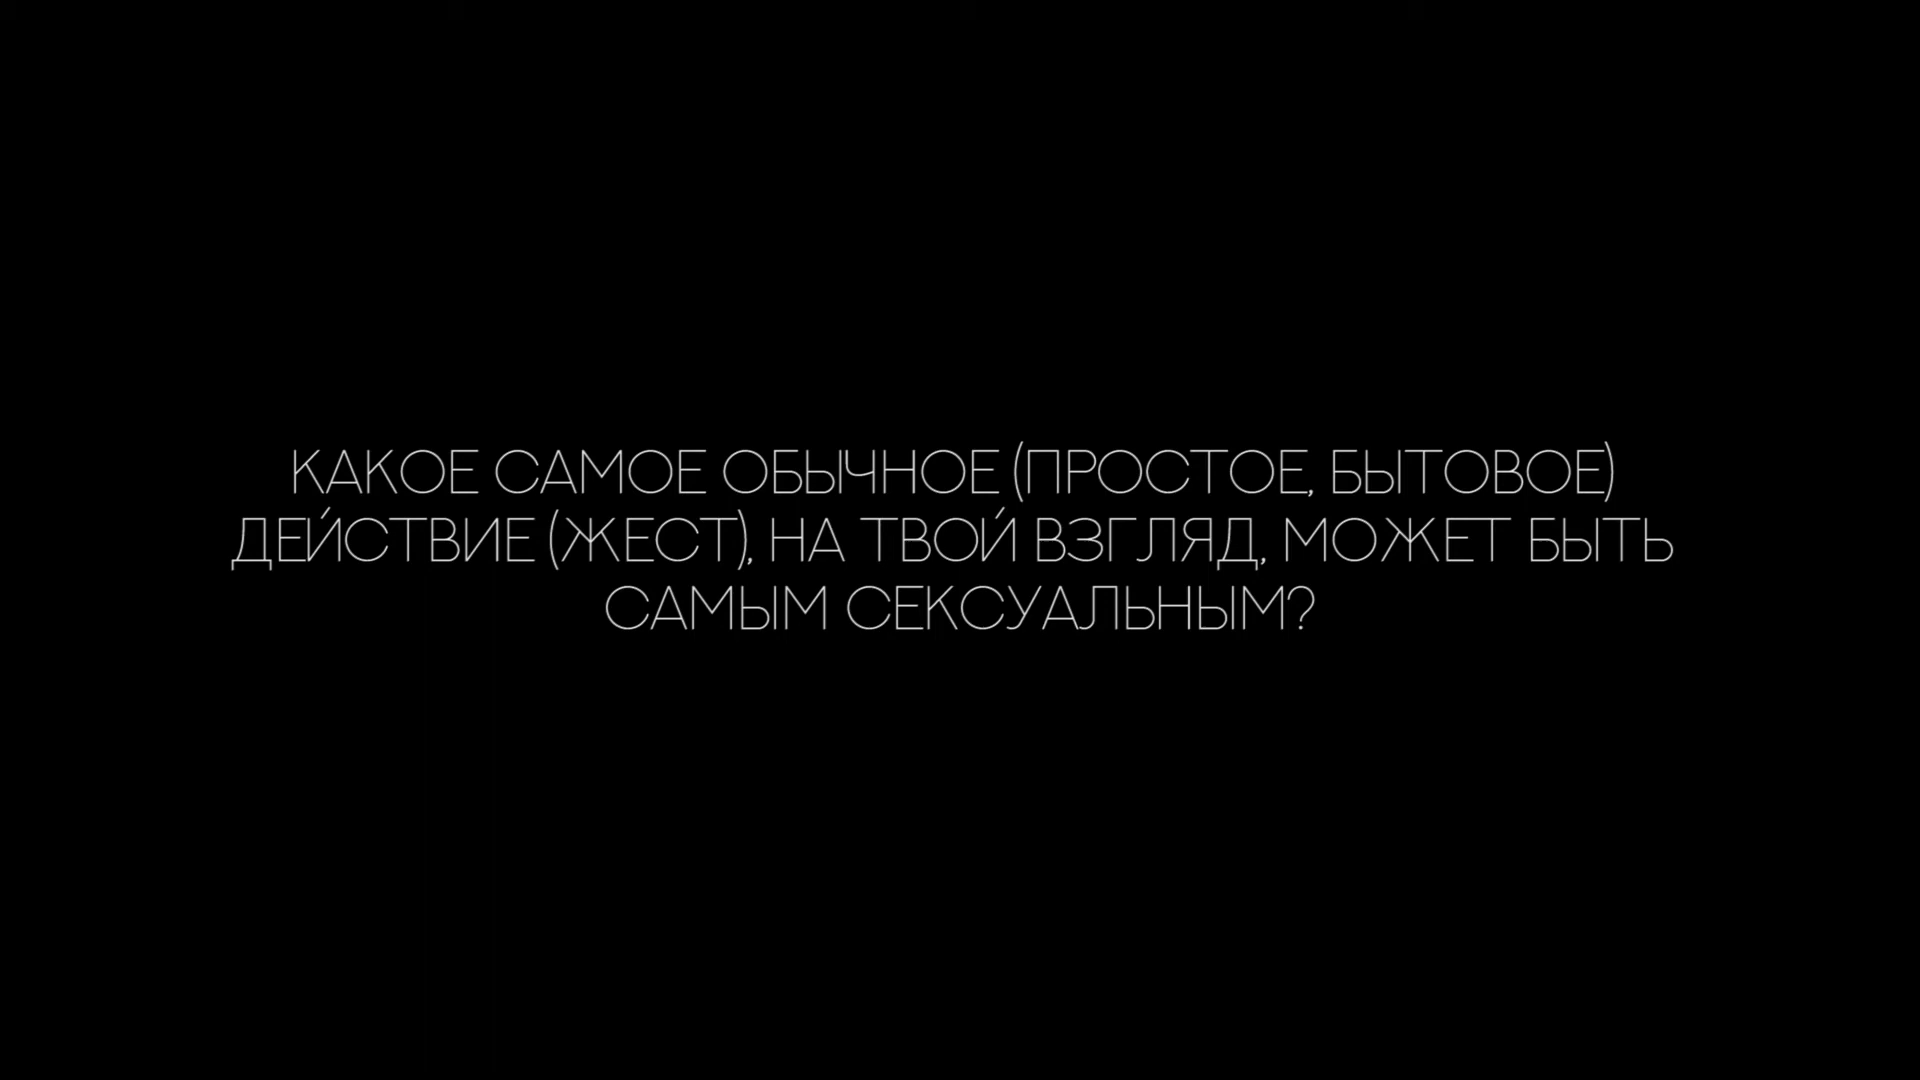 КАКОЕ САМОЕ ОБЫЧНОЕ (ПРОСТОЕ, БЫТОВОЕ)
ДЕЙСТВИЕ (ЖЕСТ), НА ТВОЙ ВЗГЛЯД, МОЖЕТ БЫТЬ
САМЫМ СЕКСУАЛЬНЫМ?